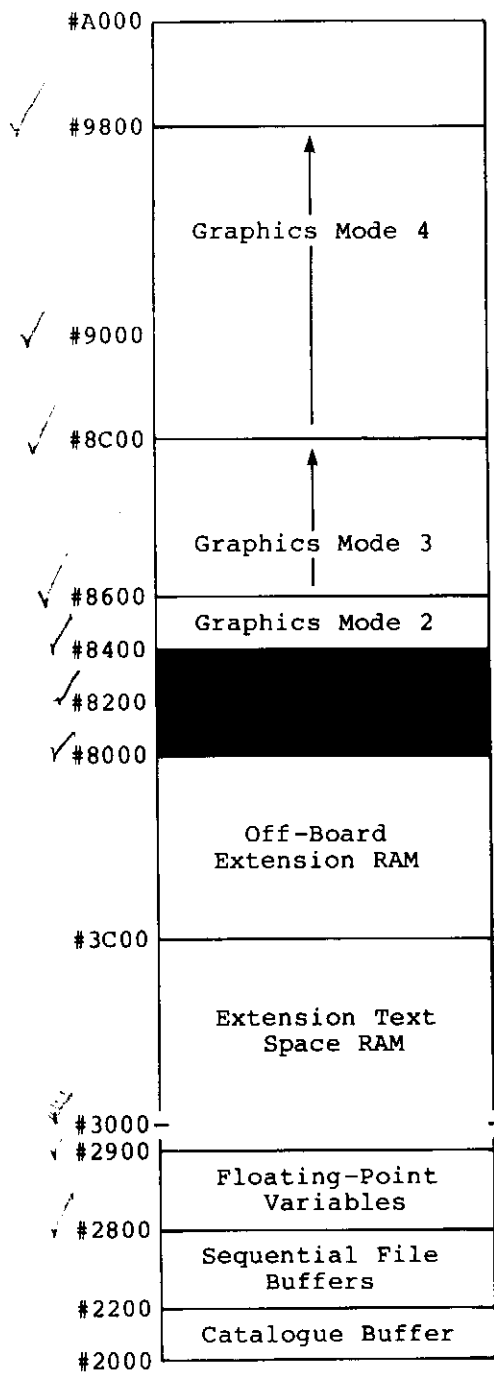 #A000
#9800
Graphics Mode 4
#9000
#8C00
Graphics Mode 3
#8600
Graphics Mode 2
#8400
#8200
#8000
Off-Board
Extension RAM
#3C00
Extension Text
Space RAM
#3000
#2900
Floating-Point
Variables
#2800
Sequential File
Buffers
#2200
Catalogue Buffer
#2000